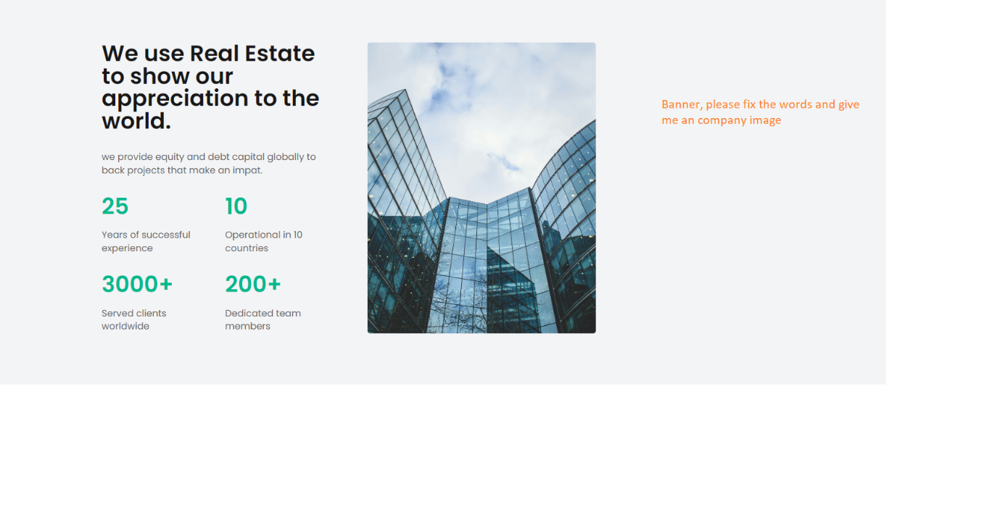 We use Real Estate
to show our
appreciation to the
world.
we provide equity and debt capital globally to
back projects that make an impat.
25
10
Years of successful
experience
Operational in 10
countries
3000+
200+
Served clients
worldwide
Dedicated team
members
Banner, please fix the words and give
me an company image